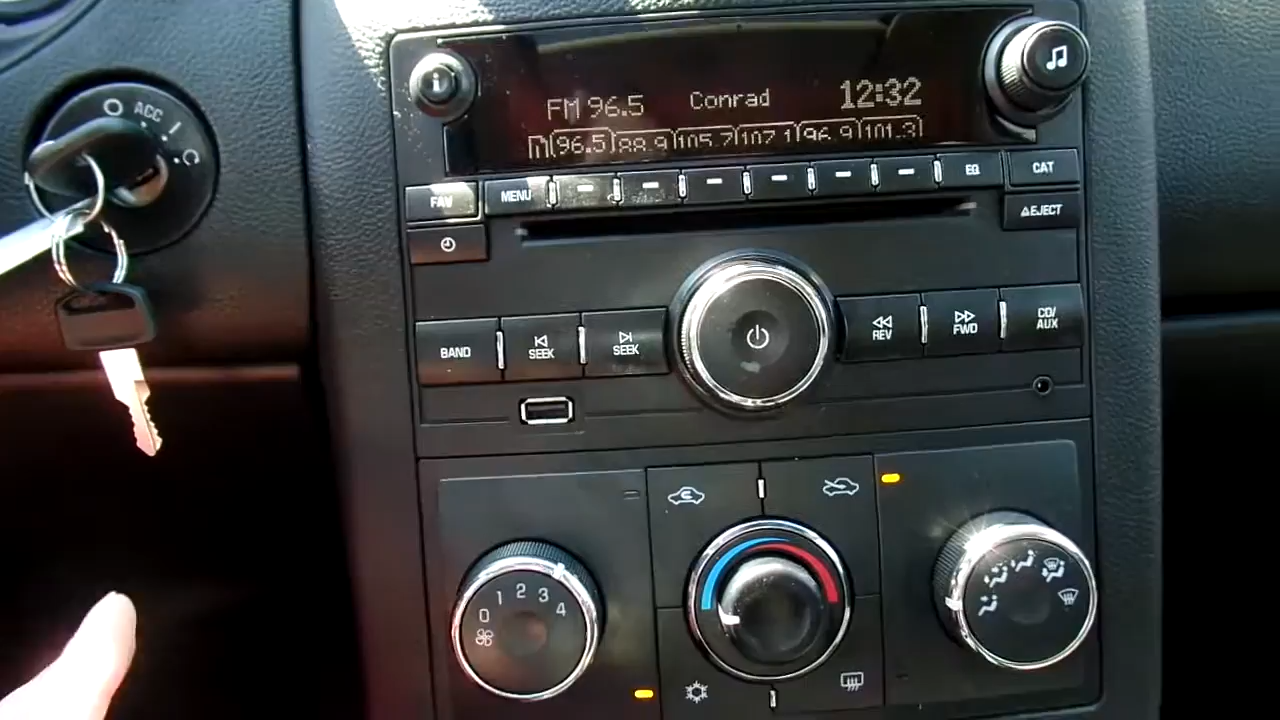 ACC
FM 96.5 Conrad 12:32
96.5 88.9 105.7 107.1 96.9 101.3
FAV MENU EQ CAT
EJECT
BAND SEEK SEEK REV FWD CD/
AUX
0 1 2 3 4